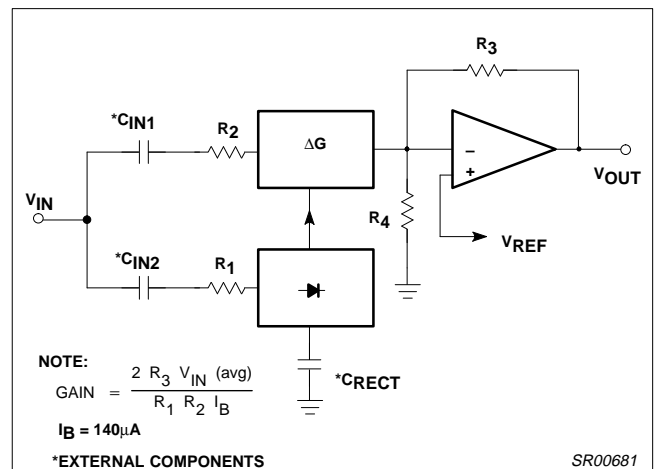 R3
*CIN1
R2
ΔG
−
+
VOUT
VIN
R4
VREF
*CIN2
R1
*CRECT
NOTE:
GAIN = 2 R3 VIN (avg) / R1 R2 IB
IB = 140µA
*EXTERNAL COMPONENTS
SR00681